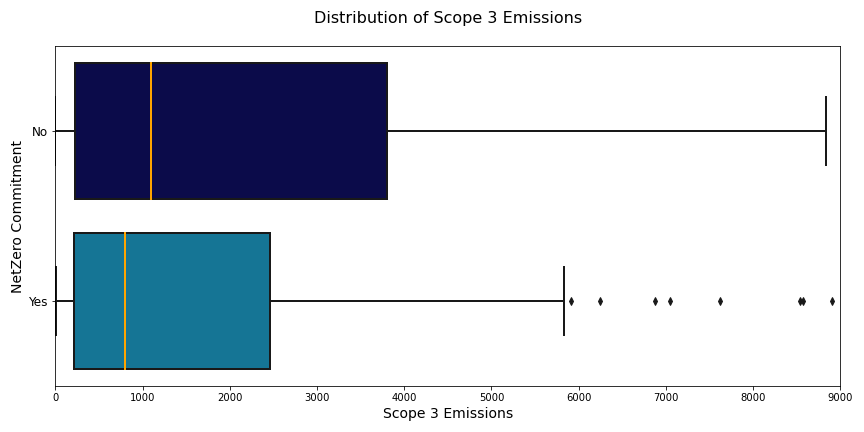 Distribution of Scope 3 Emissions
NetZero Commitment
No
Yes
0 1000 2000 3000 4000 5000 6000 7000 8000 9000
Scope 3 Emissions